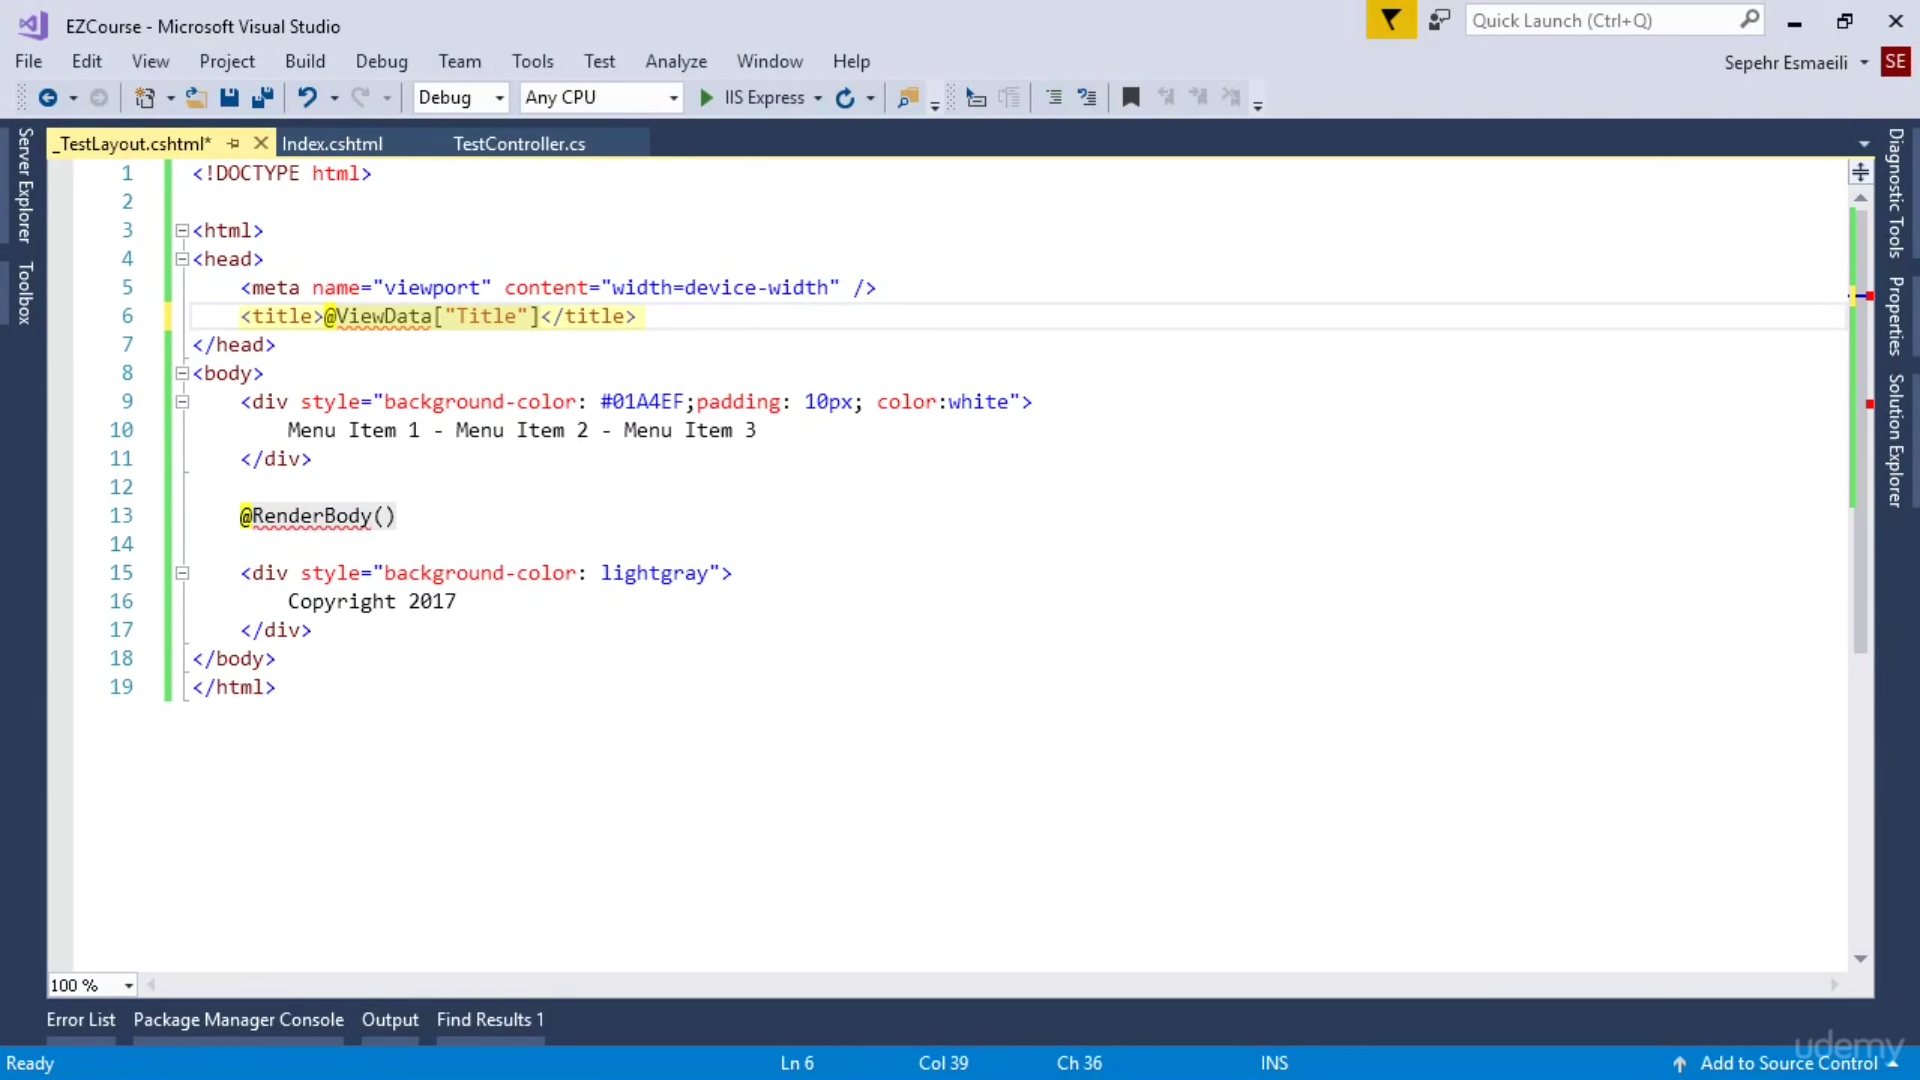 EZCourse - Microsoft Visual Studio
Quick Launch (Ctrl+Q)
File Edit View Project Build Debug Team Tools Test Analyze Window Help
Sepehr Esmaeili SE
Debug Any CPU IIS Express
Server Explorer
Toolbox
_TestLayout.cshtml* Index.cshtml TestController.cs
1 <!DOCTYPE html>
2
3 <html>
4 <head>
5 <meta name="viewport" content="width=device-width" />
6 <title>@ViewData["Title"]</title>
7 </head>
8 <body>
9 <div style="background-color: #01A4EF;padding: 10px; color:white">
10 Menu Item 1 - Menu Item 2 - Menu Item 3
11 </div>
12
13 @RenderBody()
14
15 <div style="background-color: lightgray">
16 Copyright 2017
17 </div>
18 </body>
19 </html>
Diagnostic Tools
Properties
Solution Explorer
100 %
Error List Package Manager Console Output Find Results 1
Ready Ln 6 Col 39 Ch 36 INS Add to Source Control
udemy